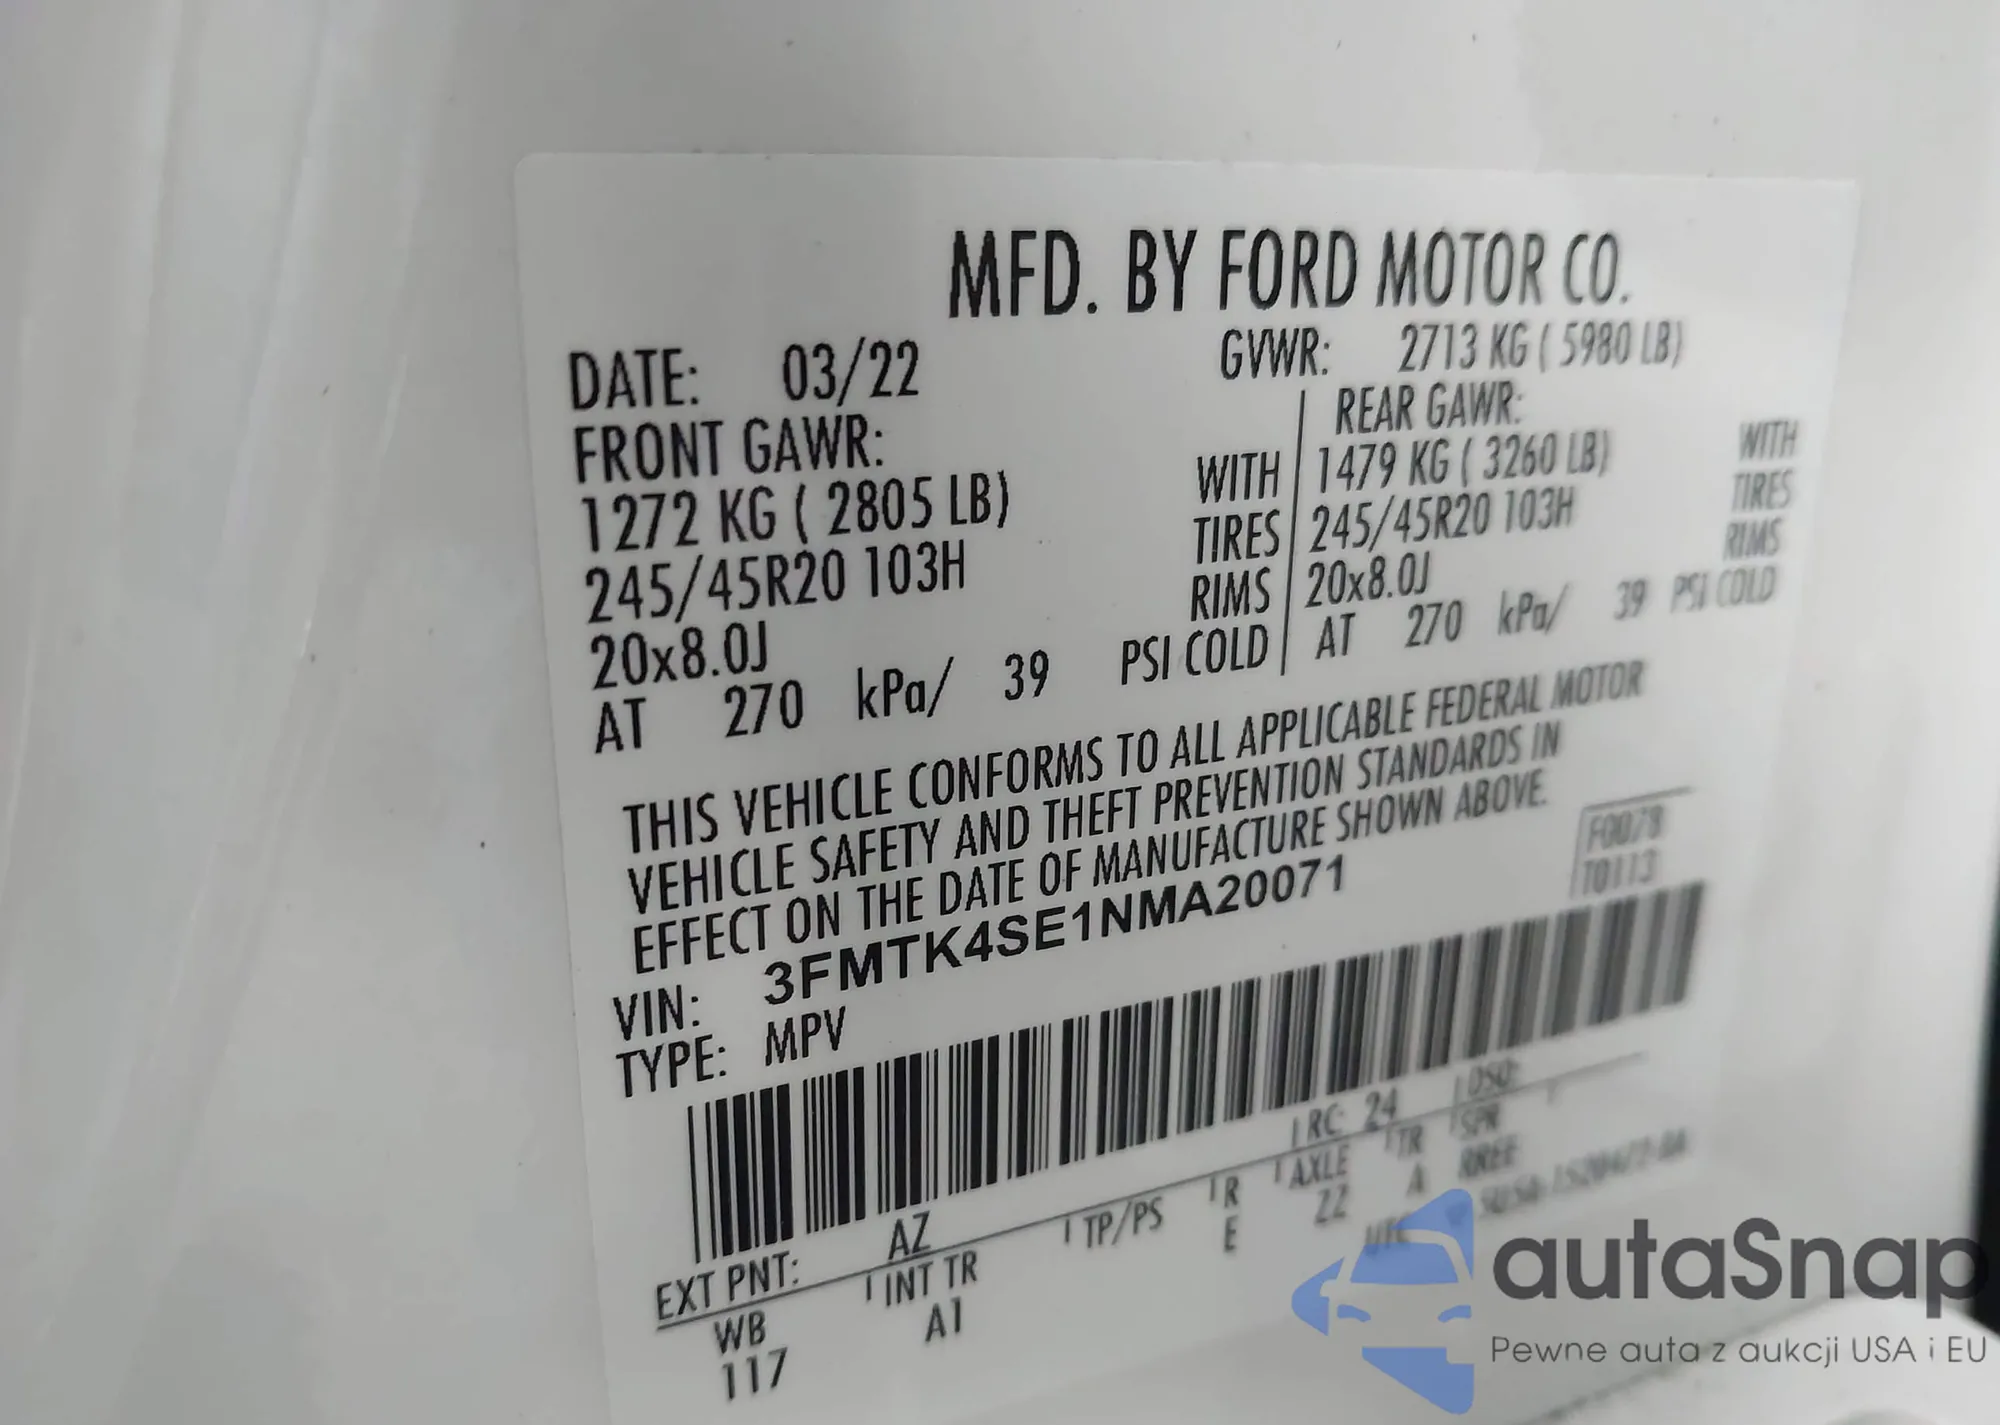 MFD. BY FORD MOTOR CO.
DATE: 03/22
GVWR: 2713 KG ( 5980 LB)
FRONT GAWR:
1272 KG ( 2805 LB) WITH
245/45R20 103H TIRES
20x8.0J RIMS
AT 270 kPa/ 39 PSI COLD
REAR GAWR:
1479 KG ( 3260 LB) WITH
245/45R20 103H TIRES
20x8.0J RIMS
AT 270 kPa/ 39 PSI COLD
THIS VEHICLE CONFORMS TO ALL APPLICABLE FEDERAL MOTOR
VEHICLE SAFETY AND THEFT PREVENTION STANDARDS IN
EFFECT ON THE DATE OF MANUFACTURE SHOWN ABOVE.
F0078
T0113
VIN: 3FMTK4SE1NMA20071
TYPE: MPV
EXT PNT: AZ RC: 24 DSO:
WB INT TR TP/PS R AXLE TR SPR
117 A1 E ZZ A RREE
UTC
autaSnap
Pewne auta z aukcji USA i EU